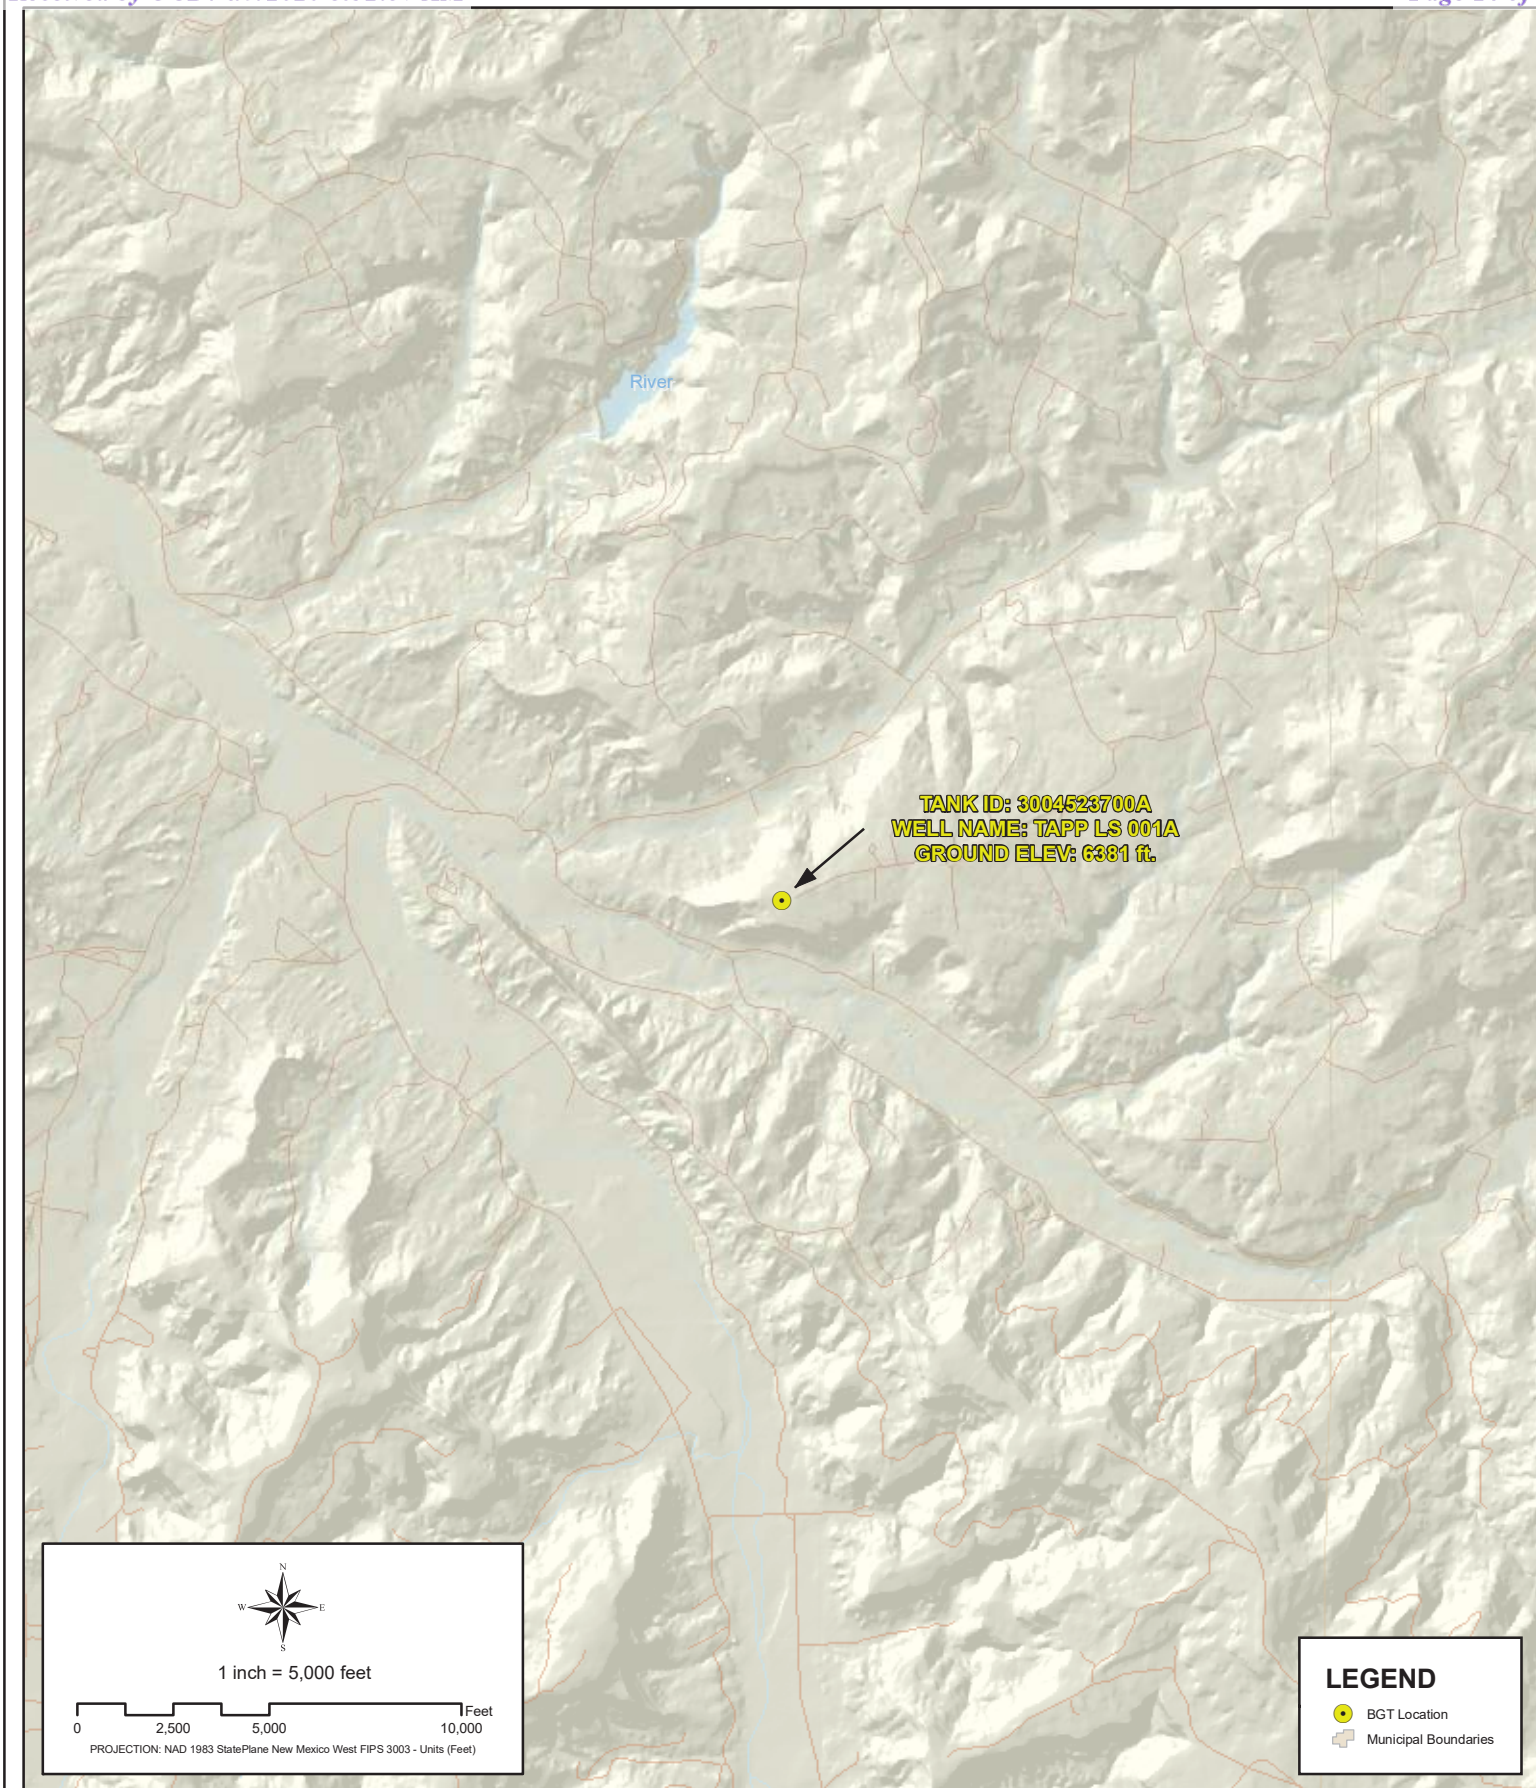 River
TANK ID: 3004523700A
WELL NAME: TAPP LS 001A
GROUND ELEV: 6381 ft.
N
W E
S
1 inch = 5,000 feet
Feet
0 2,500 5,000 10,000
PROJECTION: NAD 1983 StatePlane New Mexico West FIPS 3003 - Units (Feet)
LEGEND
BGT Location
Municipal Boundaries